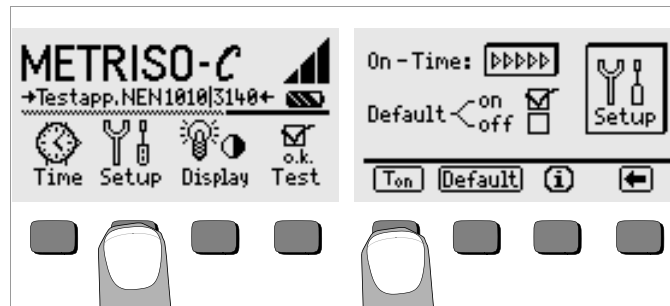 METRISO-C
→Testapp.NEN1010|3140←
Time Setup Display o.k. Test
On-Time: ▷▷▷▷▷
Default on
off
Setup
Ton Default i ←